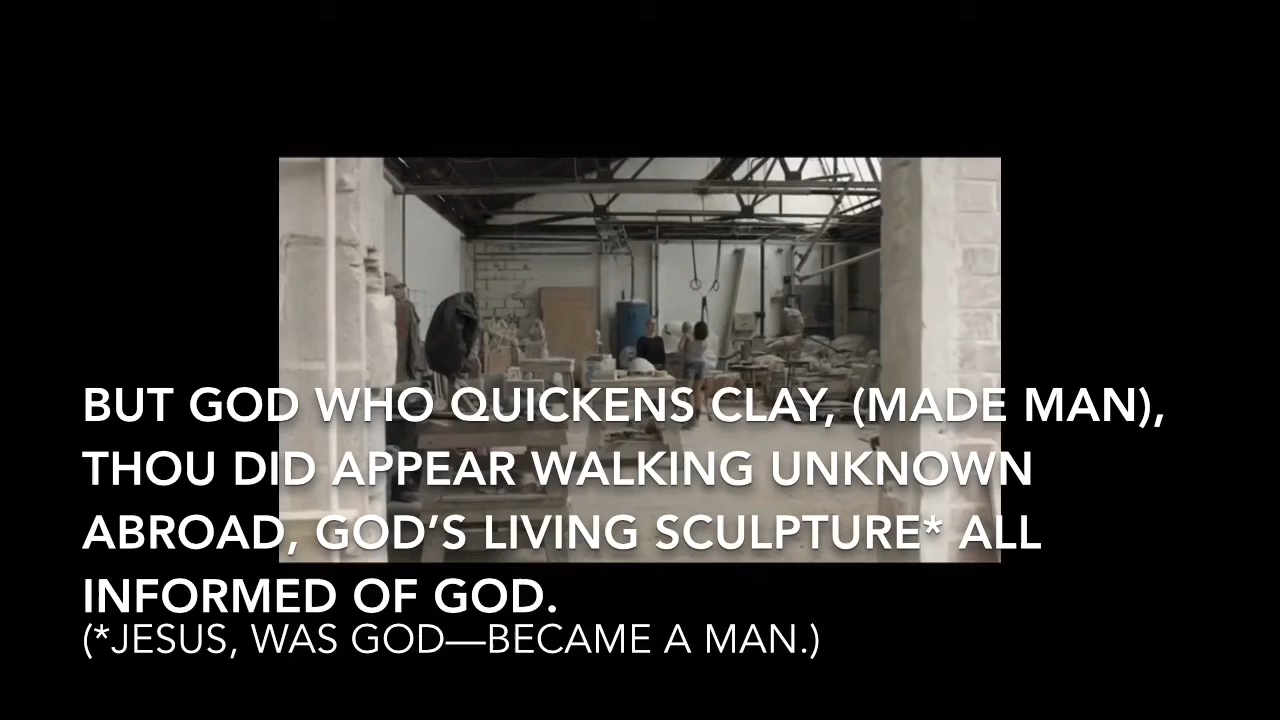 BUT GOD WHO QUICKENS CLAY, (MADE MAN),
THOU DID APPEAR WALKING UNKNOWN
ABROAD, GOD’S LIVING SCULPTURE* ALL
INFORMED OF GOD.
(*JESUS, WAS GOD—BECAME A MAN.)